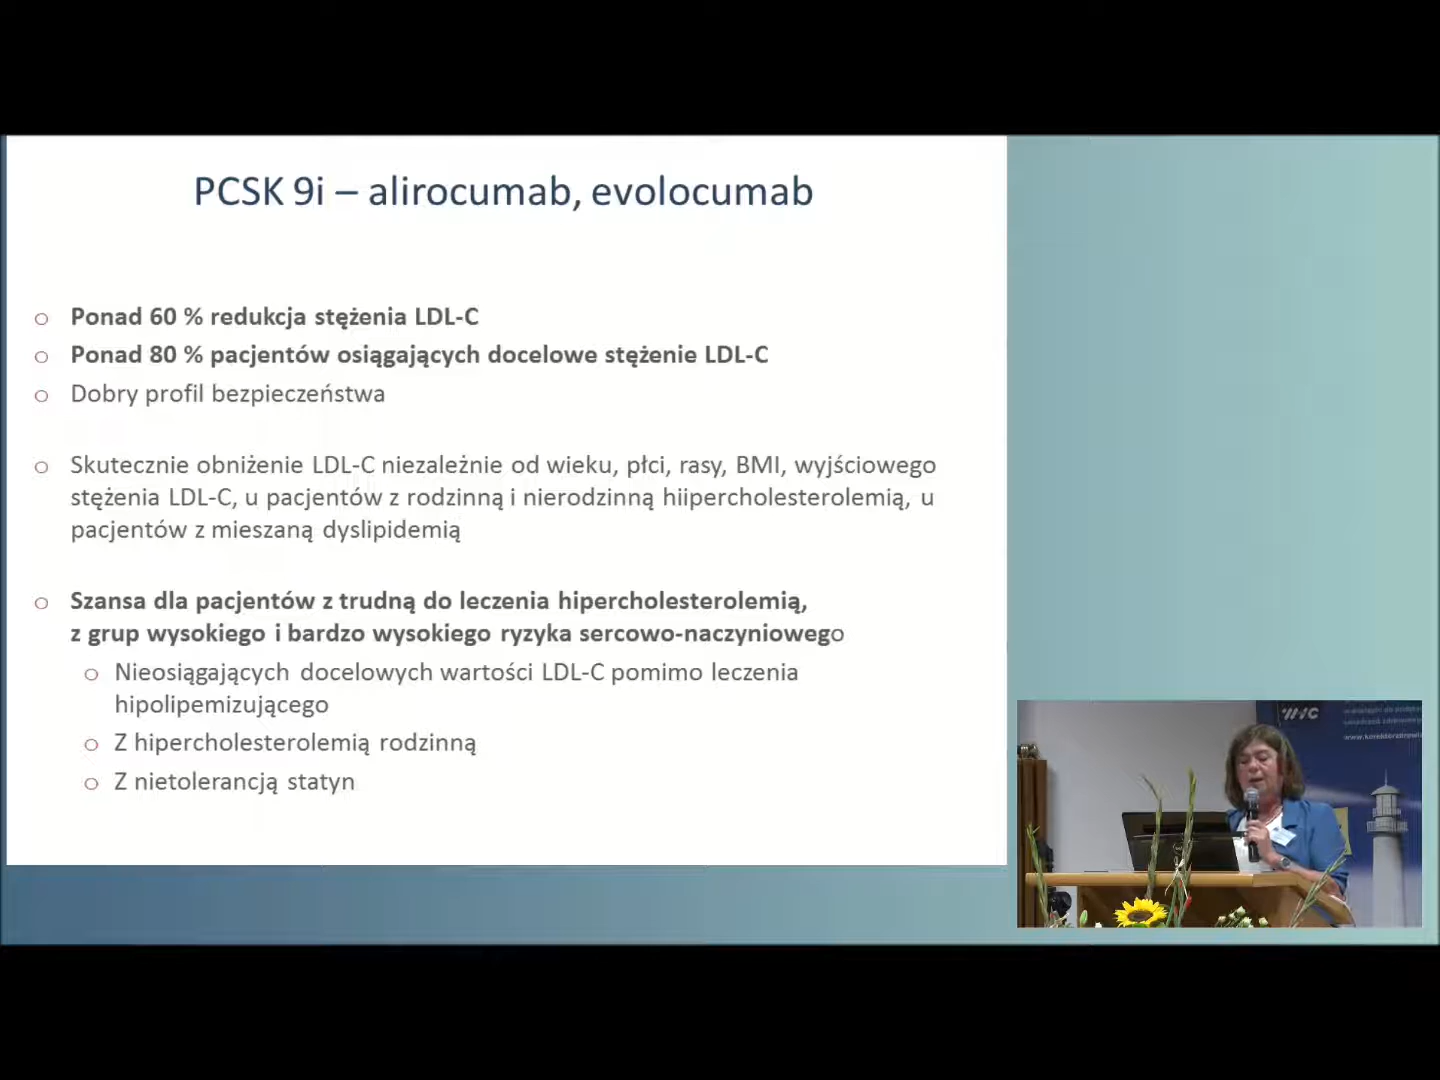 PCSK 9i – alirocumab, evolocumab
o Ponad 60 % redukcja stężenia LDL-C
o Ponad 80 % pacjentów osiągających docelowe stężenie LDL-C
o Dobry profil bezpieczeństwa
o Skutecznie obniżenie LDL-C niezależnie od wieku, płci, rasy, BMI, wyjściowego
stężenia LDL-C, u pacjentów z rodzinną i nierodzinną hiipercholesterolemią, u
pacjentów z mieszaną dyslipidemią
o Szansa dla pacjentów z trudną do leczenia hipercholesterolemią,
z grup wysokiego i bardzo wysokiego ryzyka sercowo-naczyniowego
o Nieosiągających docelowych wartości LDL-C pomimo leczenia
hipolipemizującego
o Z hipercholesterolemią rodzinną
o Z nietolerancją statyn